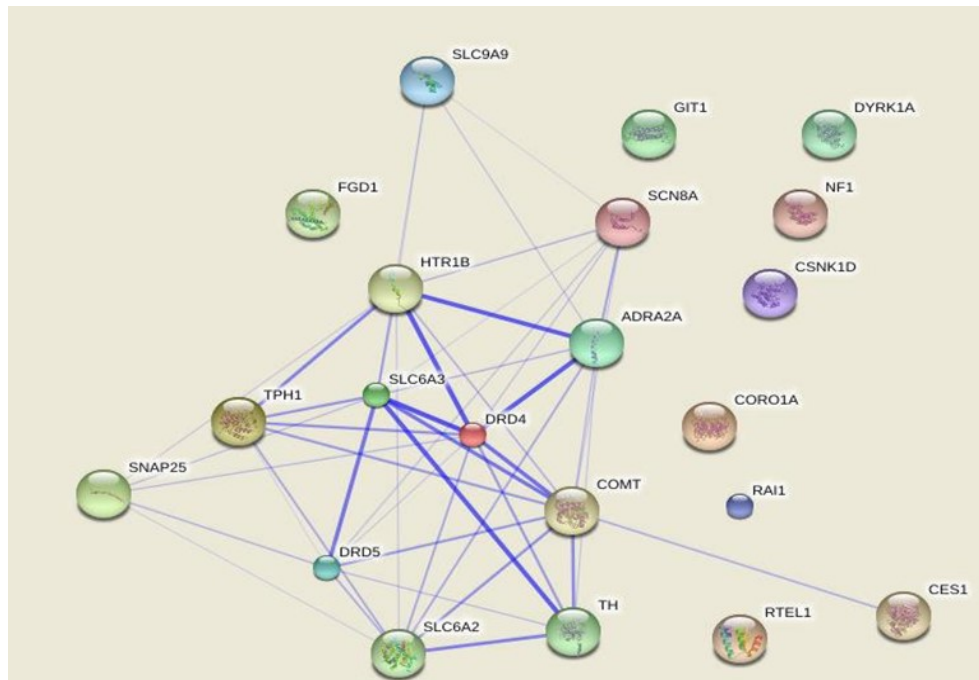 SLC9A9
GIT1
DYRK1A
FGD1
SCN8A
NF1
HTR1B
CSNK1D
ADRA2A
SLC6A3
TPH1
DRD4
CORO1A
SNAP25
COMT
RAI1
DRD5
CES1
TH
RTEL1
SLC6A2